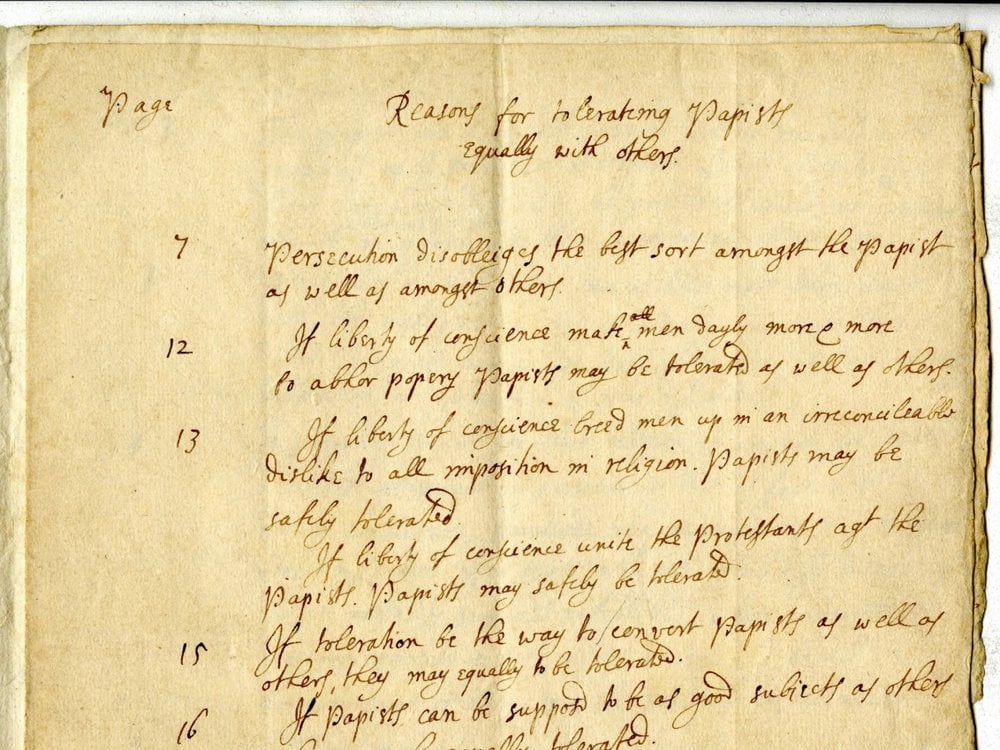 Page Reasons for tolerateing Papists
equally with others.
7 Persecution disobleiges the best sort amongst the Papist
as well as amongst others.
12 If liberty of conscience make all men dayly more & more
to abhor popery Papists may be tolerated as well as others.
13 If liberty of conscience breed men up in an irreconcileable
dislike to all imposition in religion. Papists may be
safely tolerated.
If liberty of conscience unite the Protestants agt the
Papists. Papists may safely be tolerated.
15 If toleration be the way to convert Papists as well as
others, they may equally to be tolerated.
16 If Papists can be supposd to be as good subjects as others
equally tolerated.